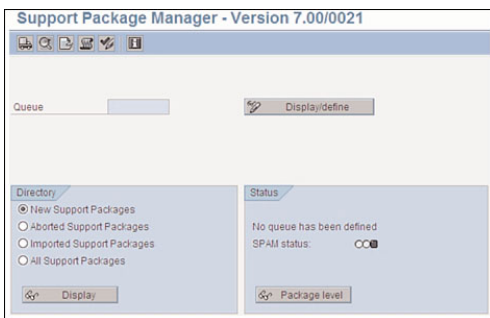 Support Package Manager - Version 7.00/0021
Queue
Display/define
Directory
New Support Packages
Aborted Support Packages
Imported Support Packages
All Support Packages
Display
Status
No queue has been defined
SPAM status:
Package level